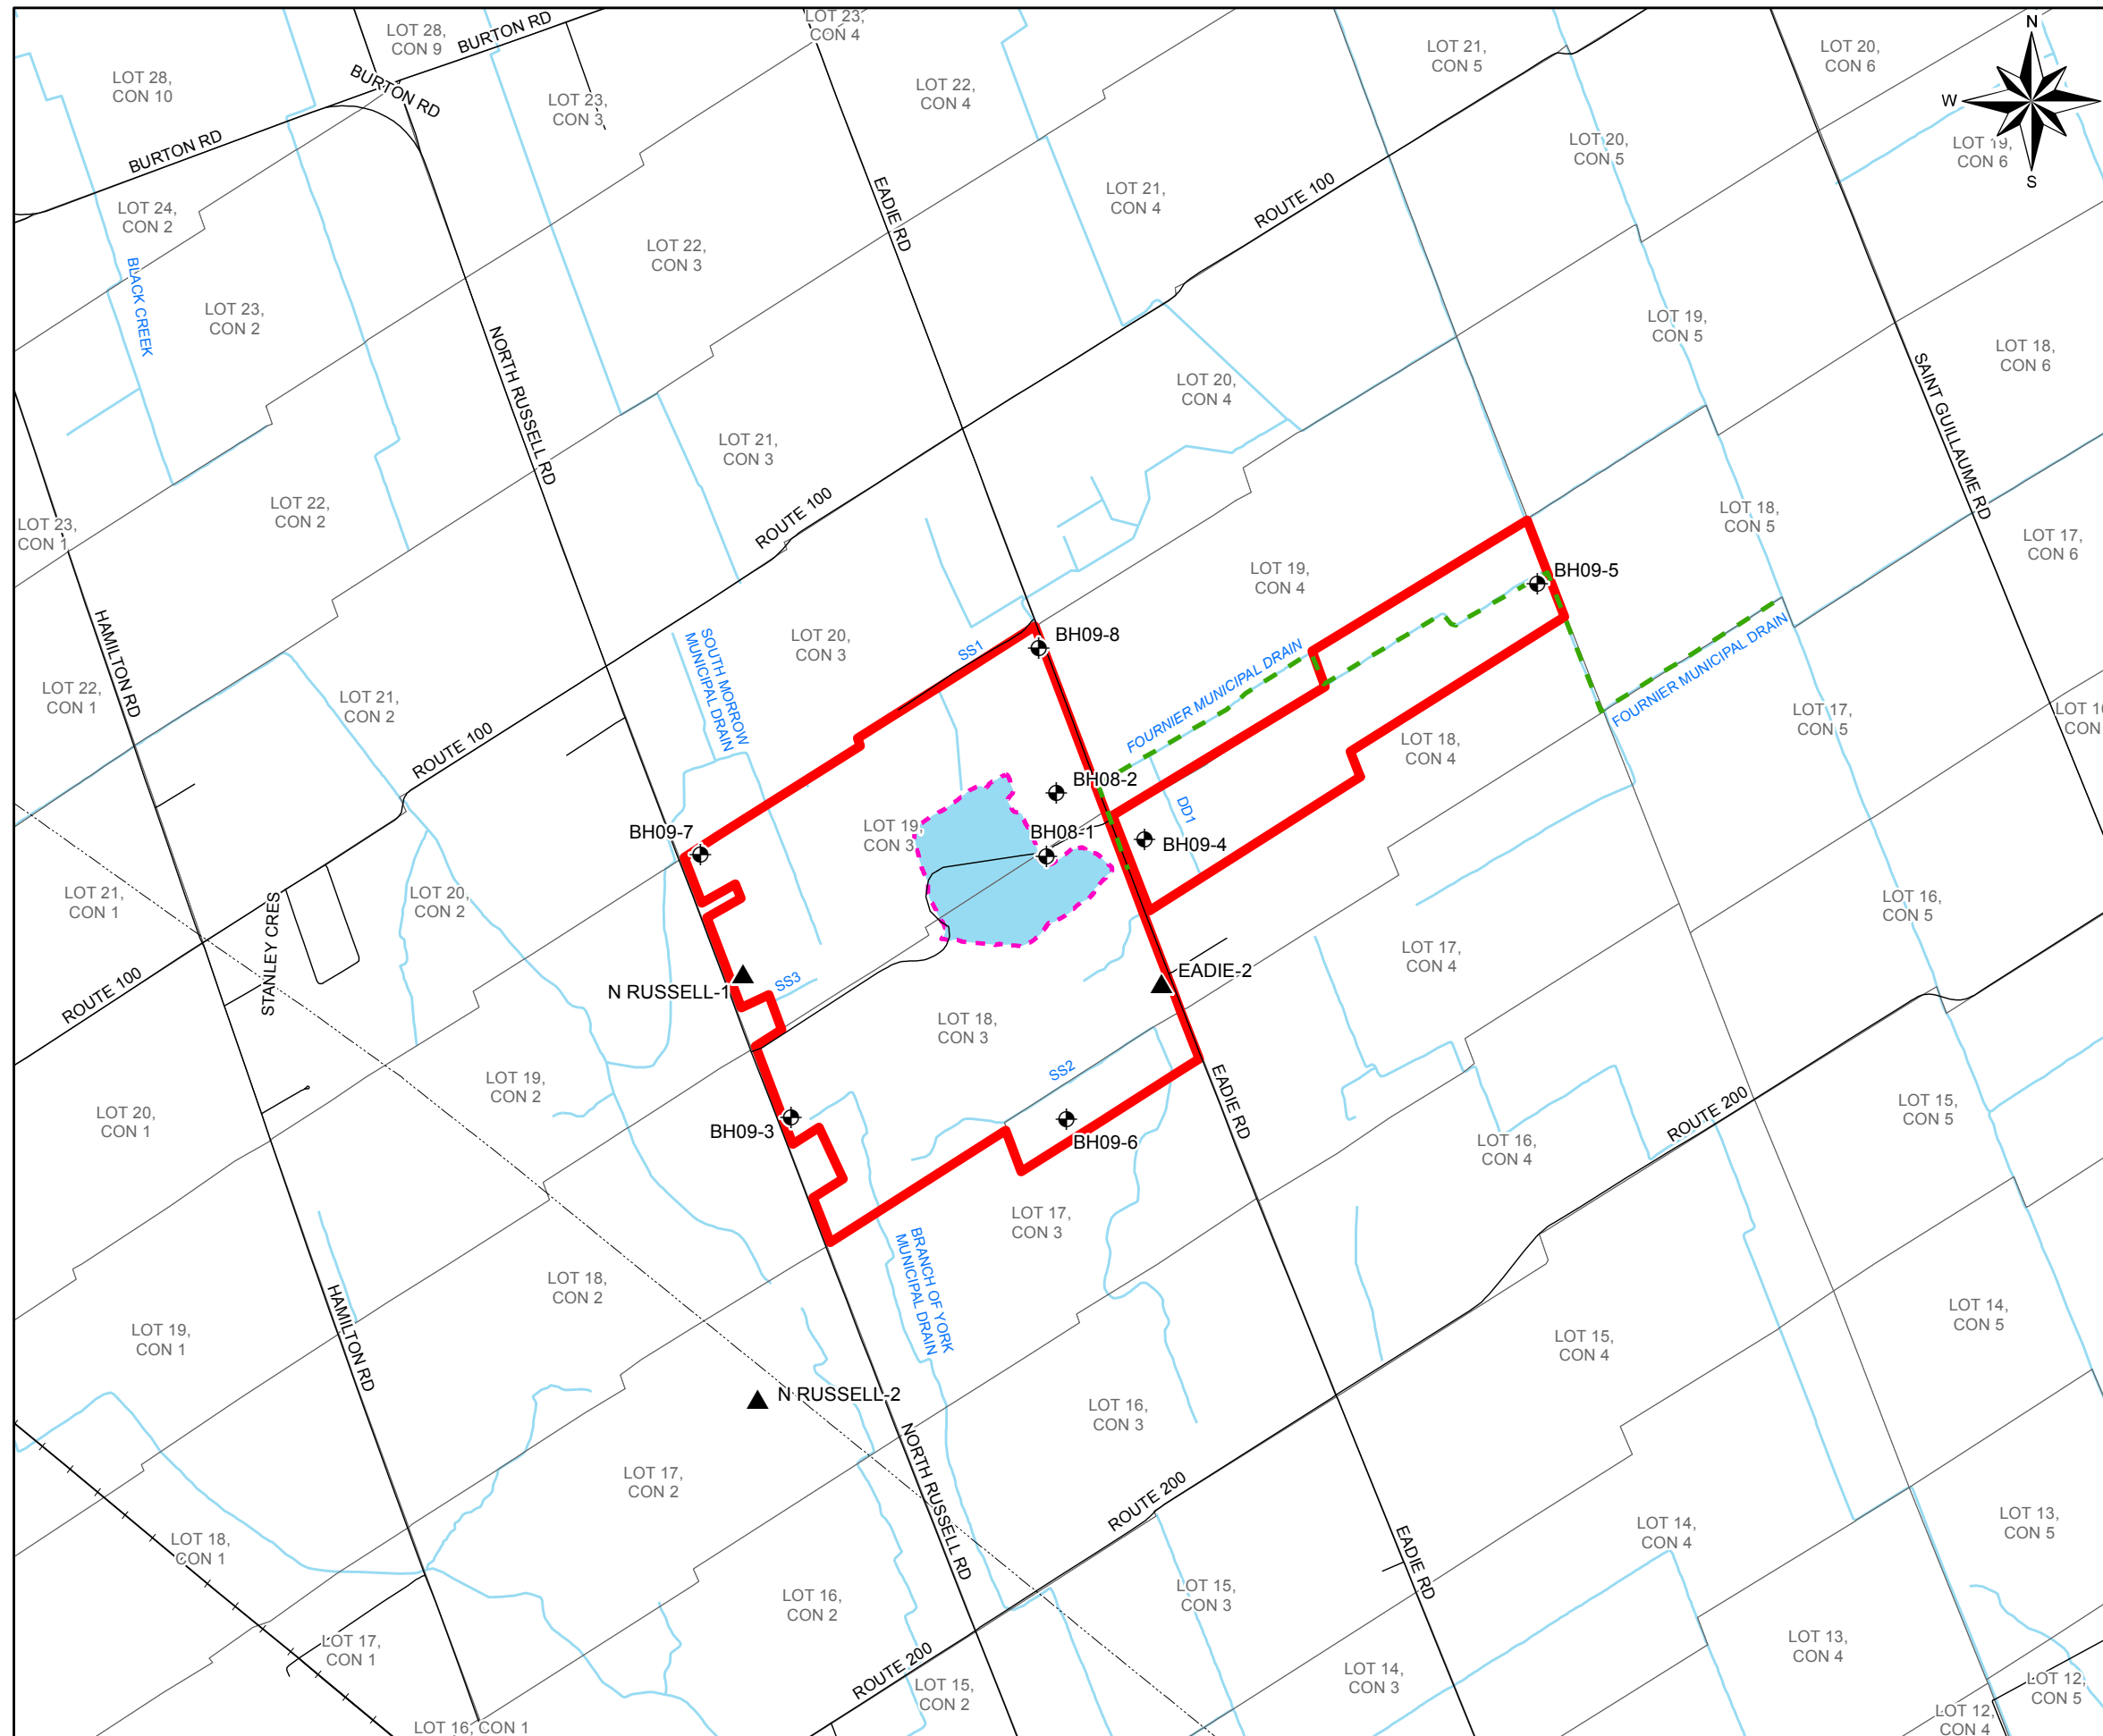 LOT 28,
CON 9
BURTON RD
LOT 23,
CON 4
LOT 21,
CON 5
LOT 20,
CON 6
N
W
S
LOT 28,
CON 10
BURTON RD
LOT 23,
CON 3
LOT 22,
CON 4
BURTON RD
LOT 20,
CON 5
LOT 19,
CON 6
LOT 24,
CON 2
EADIE RD
LOT 21,
CON 4
ROUTE 100
LOT 22,
CON 3
BLACK CREEK
LOT 23,
CON 2
NORTH RUSSELL RD
LOT 19,
CON 5
LOT 18,
CON 6
SAINT GUILLAUME RD
LOT 20,
CON 4
LOT 21,
CON 3
LOT 22,
CON 2
ROUTE 100
LOT 23,
CON 1
LOT 18,
CON 5
LOT 17,
CON 6
LOT 19,
CON 4
BH09-5
HAMILTON RD
SOUTH MORROW
MUNICIPAL DRAIN
LOT 20,
CON 3
SS1
BH09-8
FOURNIER MUNICIPAL DRAIN
FOURNIER MUNICIPAL DRAIN
LOT 22,
CON 1
LOT 21,
CON 2
LOT 17,
CON 5
CON
ROUTE 100
LOT 18,
CON 4
BH08-2
DD1
BH09-7
LOT 19,
CON 3
BH08-1
BH09-4
LOT 21,
CON 1
STANLEY CRES
LOT 20,
CON 2
LOT 16,
CON 5
LOT 17,
CON 4
ROUTE 100
N RUSSELL-1
SS3
EADIE-2
LOT 18,
CON 3
LOT 20,
CON 1
LOT 19,
CON 2
SS2
EADIE RD
ROUTE 200
LOT 15,
CON 5
BH09-3
BH09-6
LOT 16,
CON 4
LOT 17,
CON 3
BRANCH OF YORK
MUNICIPAL DRAIN
LOT 18,
CON 2
HAMILTON RD
LOT 19,
CON 1
LOT 14,
CON 5
LOT 15,
CON 4
N RUSSELL-2
LOT 16,
CON 3
LOT 17,
CON 2
NORTH RUSSELL RD
ROUTE 200
LOT 18,
CON 1
LOT 14,
CON 4
LOT 13,
CON 5
EADIE RD
LOT 16,
CON 2
LOT 15,
CON 3
LOT 17,
CON 1
LOT 13,
CON 4
ROUTE 200
LOT 14,
CON 3
LOT 15,
CON 2
LOT 12,
CON 5
LOT 16, CON 1
LOT 12,
CON 4